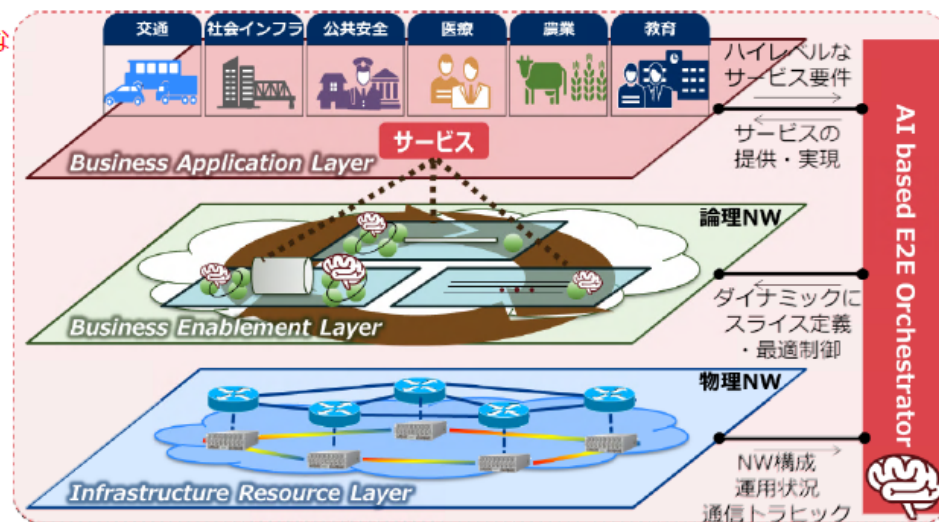 な
交通
社会インフラ
公共安全
医療
農業
教育
ハイレベルな
サービス要件
サービスの
提供・実現
サービス
Business Application Layer
論理NW
ダイナミックに
スライス定義
・最適制御
Business Enablement Layer
物理NW
NW構成
運用状況
通信トラヒック
Infrastructure Resource Layer
AI based E2E Orchestrator